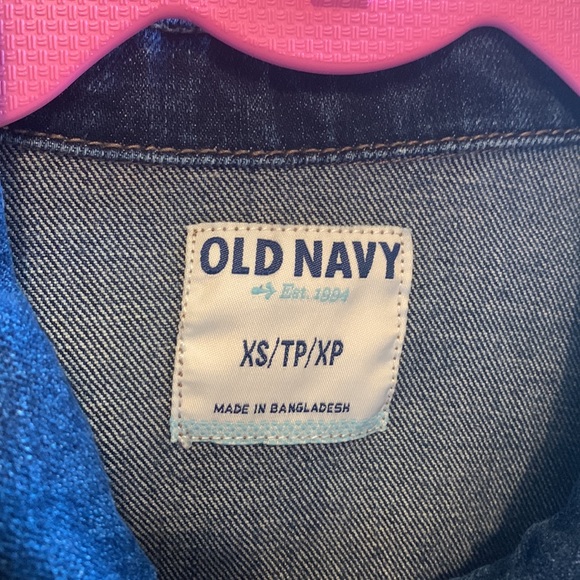 OLD NAVY
Est. 1994
XS/TP/XP
MADE IN BANGLADESH